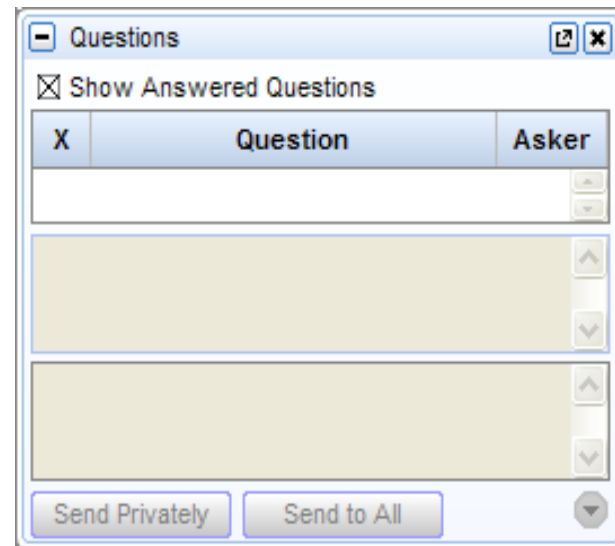 Questions
Show Answered Questions
X Question Asker
Send Privately Send to All